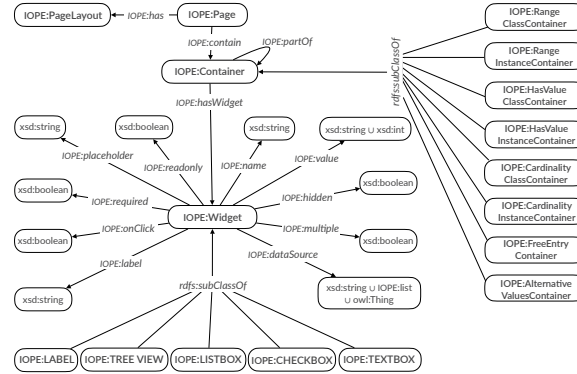 IOPE:PageLayout
IOPE:has
IOPE:Page
IOPE:contain
IOPE:partOf
IOPE:Container
IOPE:hasWidget
rdfs:subClassOf
IOPE:Range
ClassContainer
IOPE:Range
InstanceContainer
IOPE:HasValue
ClassContainer
IOPE:HasValue
InstanceContainer
IOPE:Cardinality
ClassContainer
IOPE:Cardinality
InstanceContainer
IOPE:FreeEntry
Container
IOPE:Alternative
ValuesContainer
xsd:string
xsd:boolean
xsd:string
xsd:string ∪ xsd:int
IOPE:placeholder
IOPE:readonly
IOPE:name
IOPE:value
xsd:boolean
IOPE:required
IOPE:hidden
xsd:boolean
IOPE:Widget
xsd:boolean
IOPE:onClick
IOPE:multiple
xsd:boolean
IOPE:label
IOPE:dataSource
xsd:string
rdfs:subClassOf
xsd:string ∪ IOPE:list
∪ owl:Thing
IOPE:LABEL
IOPE:TREE VIEW
IOPE:LISTBOX
IOPE:CHECKBOX
IOPE:TEXTBOX